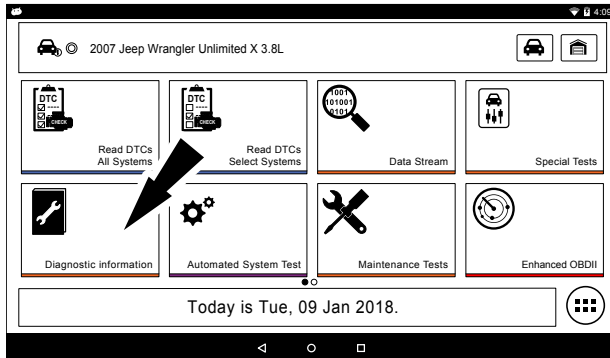 4:09
2007 Jeep Wrangler Unlimited X 3.8L
DTC
CHECK
Read DTCs
All Systems
DTC
CHECK
Read DTCs
Select Systems
1001
101001
0101
Data Stream
Special Tests
Diagnostic information
Automated System Test
Maintenance Tests
Enhanced OBDII
Today is Tue, 09 Jan 2018.